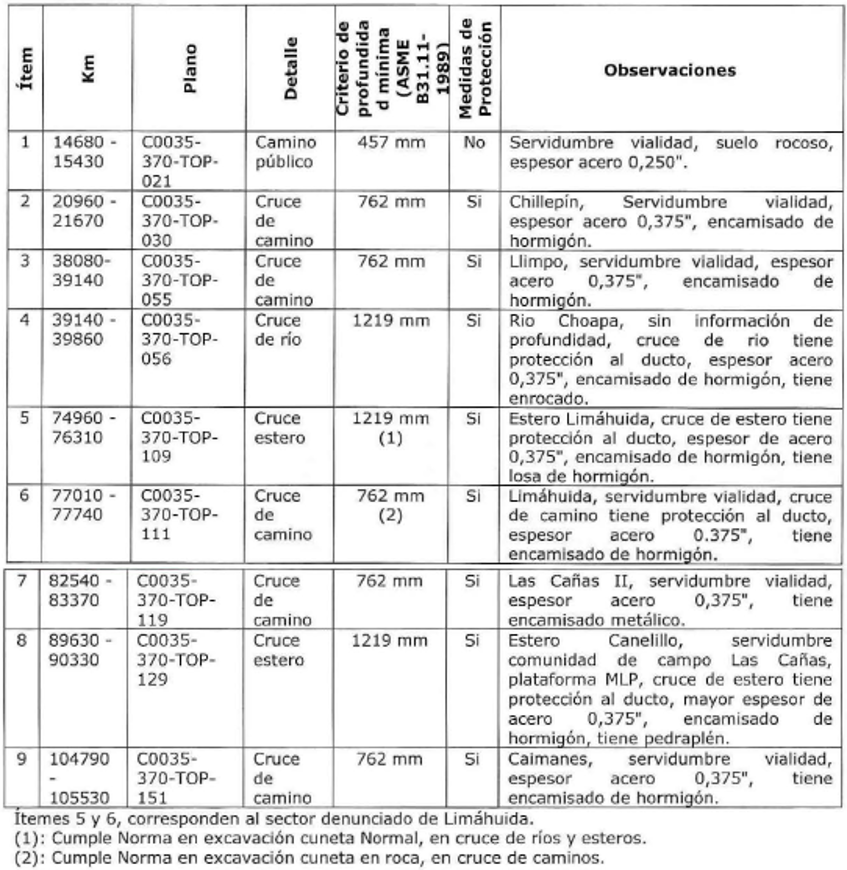 Ítem
Km
Plano
Detalle
Criterio de
profundida
d mínima
(ASME
B31.11-
1989)
Medidas de
Protección
Observaciones
1
14680 -
15430
C0035-
370-TOP-
021
Camino
público
457 mm
No
Servidumbre vialidad, suelo rocoso,
espesor acero 0,250".
2
20960 -
21670
C0035-
370-TOP-
030
Cruce
de
camino
762 mm
Si
Chillepín, Servidumbre vialidad,
espesor acero 0,375", encamisado de
hormigón.
3
38080-
39140
C0035-
370-TOP-
055
Cruce
de
camino
762 mm
Si
Llimpo, servidumbre vialidad, espesor
acero 0,375", encamisado de
hormigón.
4
39140 -
39860
C0035-
370-TOP-
056
Cruce
de río
1219 mm
Si
Rio Choapa, sin información de
profundidad, cruce de rio tiene
protección al ducto, espesor acero
0,375", encamisado de hormigón, tiene
enrocado.
5
74960 -
76310
C0035-
370-TOP-
109
Cruce
estero
1219 mm
(1)
Si
Estero Limáhuida, cruce de estero tiene
protección al ducto, espesor de acero
0,375", encamisado de hormigón, tiene
losa de hormigón.
6
77010 -
77740
C0035-
370-TOP-
111
Cruce
de
camino
762 mm
(2)
Si
Limáhuida, servidumbre vialidad, cruce
de camino tiene protección al ducto,
espesor acero 0.375", tiene
encamisado de hormigón.
7
82540 -
83370
C0035-
370-TOP-
119
Cruce
de
camino
762 mm
Si
Las Cañas II, servidumbre vialidad,
espesor acero 0,375", tiene
encamisado metálico.
8
89630 -
90330
C0035-
370-TOP-
129
Cruce
estero
1219 mm
Si
Estero Canelillo, servidumbre
comunidad de campo Las Cañas,
plataforma MLP, cruce de estero tiene
protección al ducto, mayor espesor de
acero 0,375", encamisado de
hormigón, tiene pedraplén.
9
104790
-
105530
C0035-
370-TOP-
151
Cruce
de
camino
762 mm
Si
Caimanes, servidumbre vialidad,
espesor acero 0,375", tiene
encamisado de hormigón.
Ítemes 5 y 6, corresponden al sector denunciado de Limáhuida.
(1): Cumple Norma en excavación cuneta Normal, en cruce de ríos y esteros.
(2): Cumple Norma en excavación cuneta en roca, en cruce de caminos.